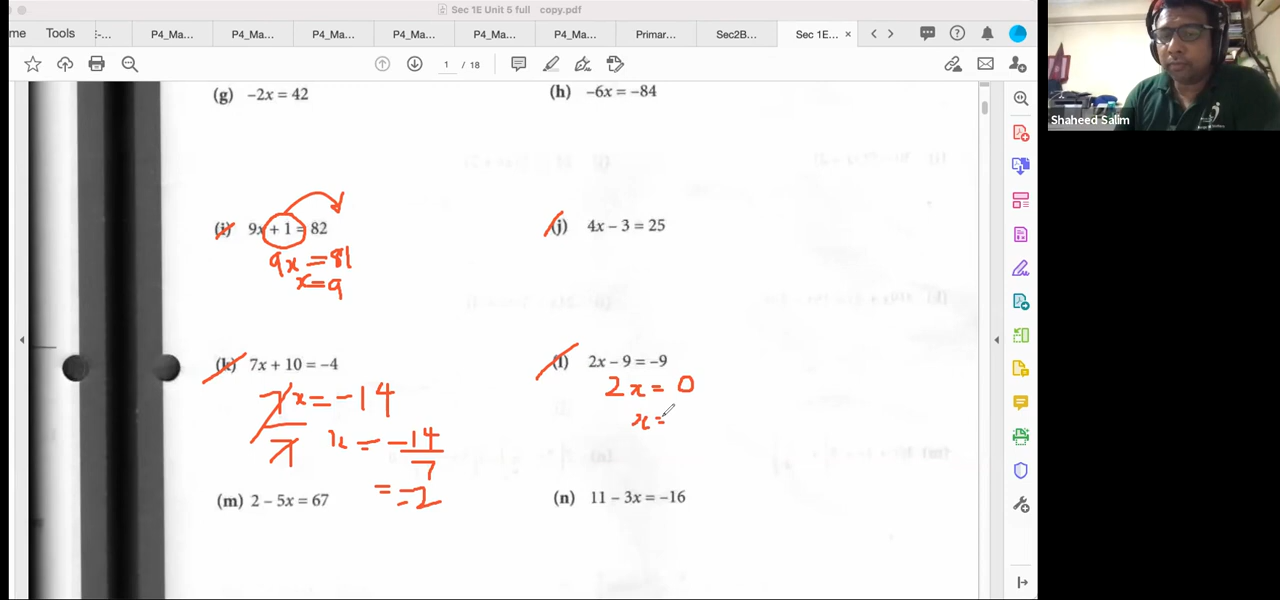 Sec 1E Unit 5 full copy.pdf
me Tools E-... P4_Ma... P4_Ma... P4_Ma... P4_Ma... P4_Ma... P4_Ma... Primar... Sec2B... Sec 1E... ×
1 / 18
Shaheed Salim
(g) -2x = 42
(h) -6x = -84
(i) 9x + 1 = 82
9x = 81
x = 9
(j) 4x - 3 = 25
(k) 7x + 10 = -4
7x = -14
7
x = -14
7
= -2
(l) 2x - 9 = -9
2x = 0
x =
(m) 2 - 5x = 67
(n) 11 - 3x = -16